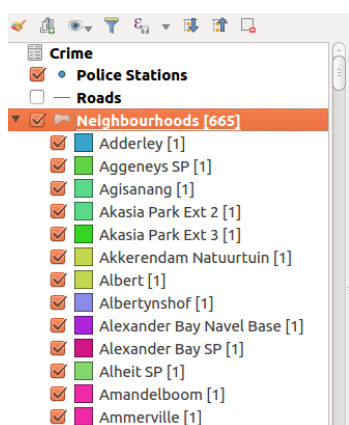 Crime
Police Stations
Roads
Neighbourhoods [665]
Adderley [1]
Aggeneys SP [1]
Agisanang [1]
Akasia Park Ext 2 [1]
Akasia Park Ext 3 [1]
Akkerendam Natuurtuin [1]
Albert [1]
Albertynshof [1]
Alexander Bay Navel Base [1]
Alexander Bay SP [1]
Alheit SP [1]
Amandelboom [1]
Ammerville [1]